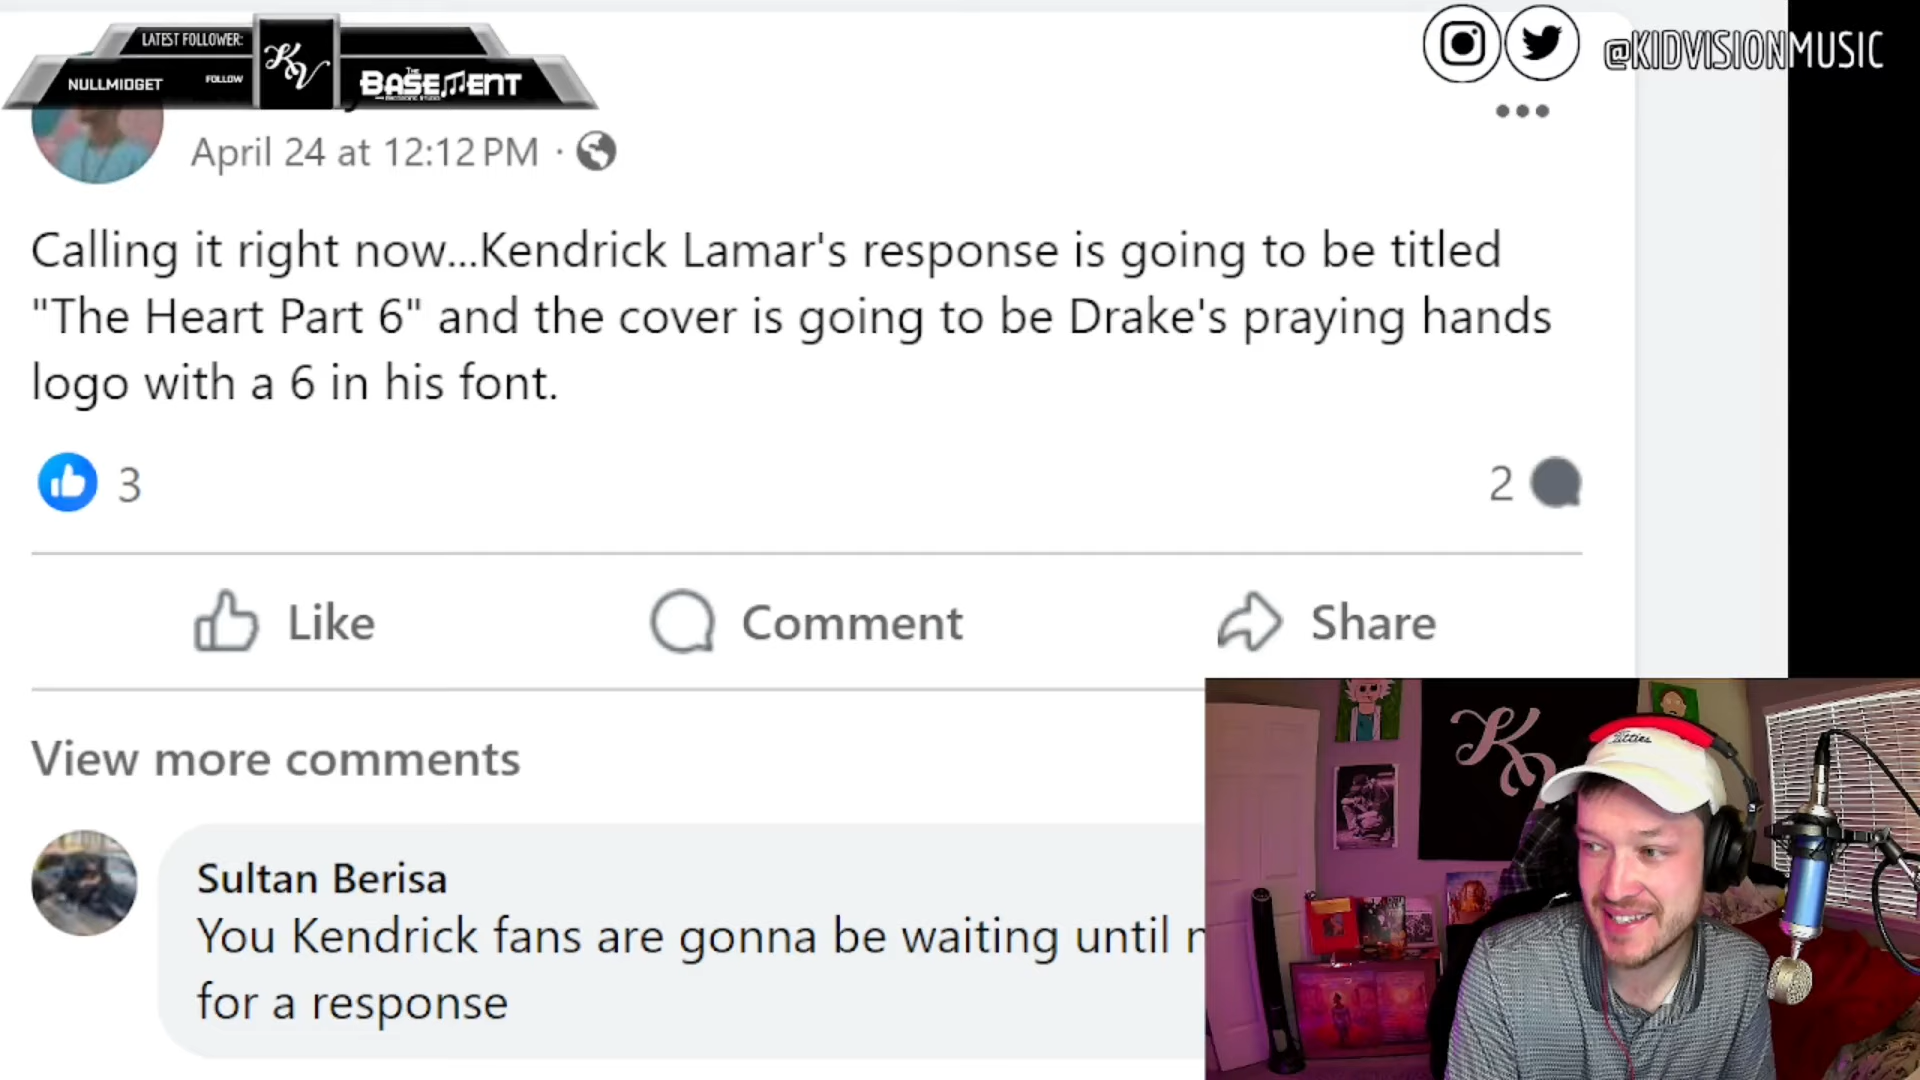 LATEST FOLLOWER:
NULLMIDGET
FOLLOW
KV
THE
BASEMENT
@KIDVISIONMUSIC
April 24 at 12:12 PM ·
Calling it right now...Kendrick Lamar's response is going to be titled
"The Heart Part 6" and the cover is going to be Drake's praying hands
logo with a 6 in his font.
3
2
Like
Comment
Share
View more comments
Sultan Berisa
You Kendrick fans are gonna be waiting until
for a response
KV